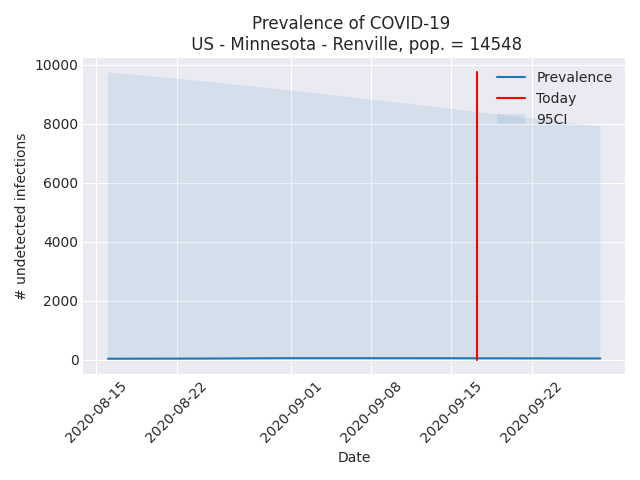 Prevalence of COVID-19
US - Minnesota - Renville, pop. = 14548
10000
8000
6000
4000
2000
0
# undetected infections
Prevalence
Today
95CI
2020-08-15
2020-08-22
2020-09-01
2020-09-08
2020-09-15
2020-09-22
Date